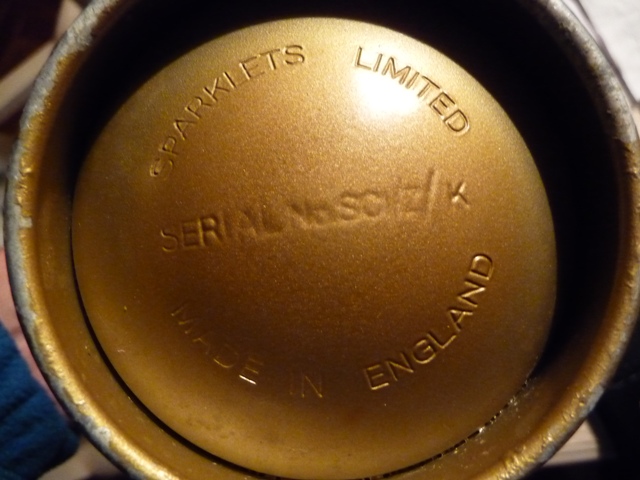 SPARKLETS LIMITED
SERIAL No. / K
MADE IN ENGLAND